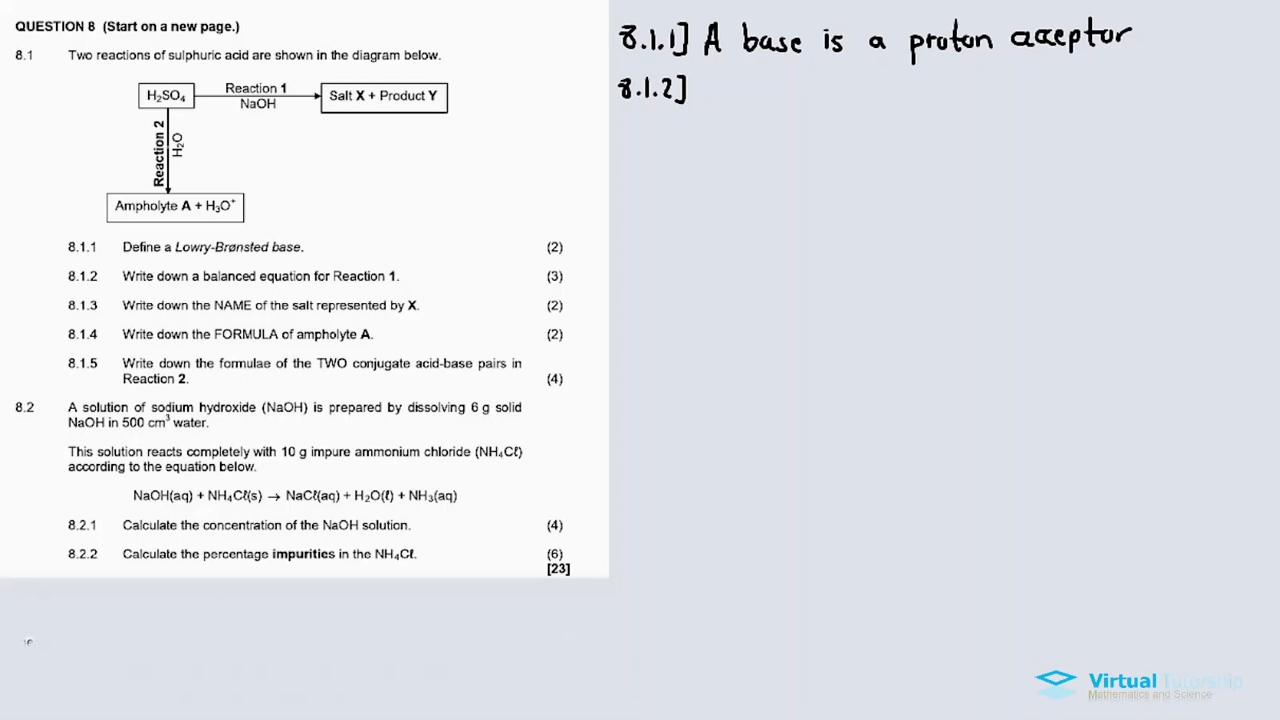 QUESTION 8 (Start on a new page.)
8.1 Two reactions of sulphuric acid are shown in the diagram below.
H₂SO₄
Reaction 1
NaOH
Salt X + Product Y
Reaction 2
H₂O
Ampholyte A + H₃O⁺
8.1.1 Define a Lowry-Brønsted base. (2)
8.1.2 Write down a balanced equation for Reaction 1. (3)
8.1.3 Write down the NAME of the salt represented by X. (2)
8.1.4 Write down the FORMULA of ampholyte A. (2)
8.1.5 Write down the formulae of the TWO conjugate acid-base pairs in
Reaction 2. (4)
8.2 A solution of sodium hydroxide (NaOH) is prepared by dissolving 6 g solid
NaOH in 500 cm³ water.
This solution reacts completely with 10 g impure ammonium chloride (NH₄Cℓ)
according to the equation below.
NaOH(aq) + NH₄Cℓ(s) → NaCℓ(aq) + H₂O(ℓ) + NH₃(aq)
8.2.1 Calculate the concentration of the NaOH solution. (4)
8.2.2 Calculate the percentage impurities in the NH₄Cℓ. (6)
[23]
8.1.1] A base is a proton acceptor
8.1.2]
Virtual Tutorship
Mathematics and Science